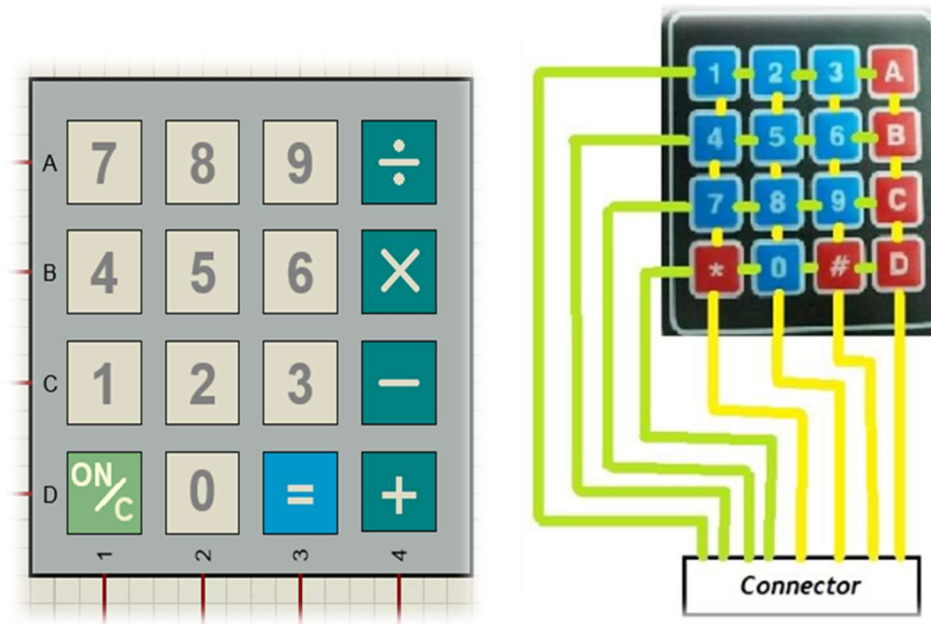 A 7 8 9 ÷
B 4 5 6 ×
C 1 2 3 −
D ON/C 0 = +
1 2 3 4
1 2 3 A
4 5 6 B
7 8 9 C
* 0 # D
Connector